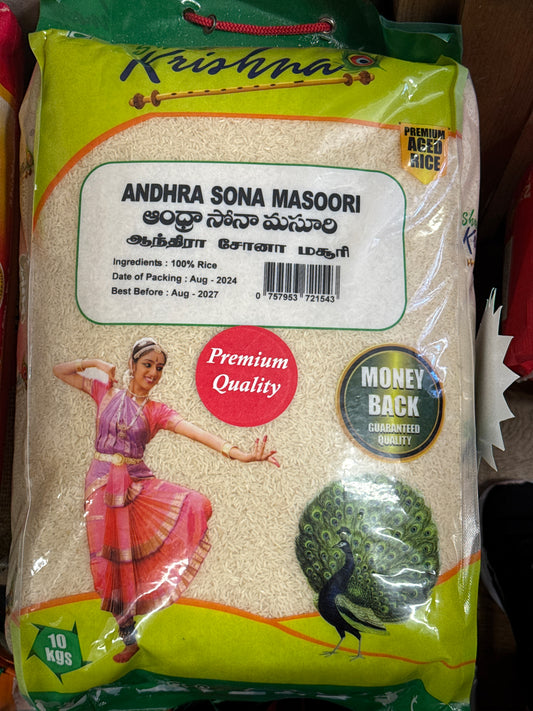 Krishna
PREMIUM
AGED
RICE
ANDHRA SONA MASOORI
ఆంధ్రా సోనా మసూరి
ஆந்திரா சோனா மசூரி
Ingredients : 100% Rice
Date of Packing : Aug - 2024
Best Before : Aug - 2027
0 757953 721543
Premium
Quality
MONEY
BACK
GUARANTEED
QUALITY
10
kgs